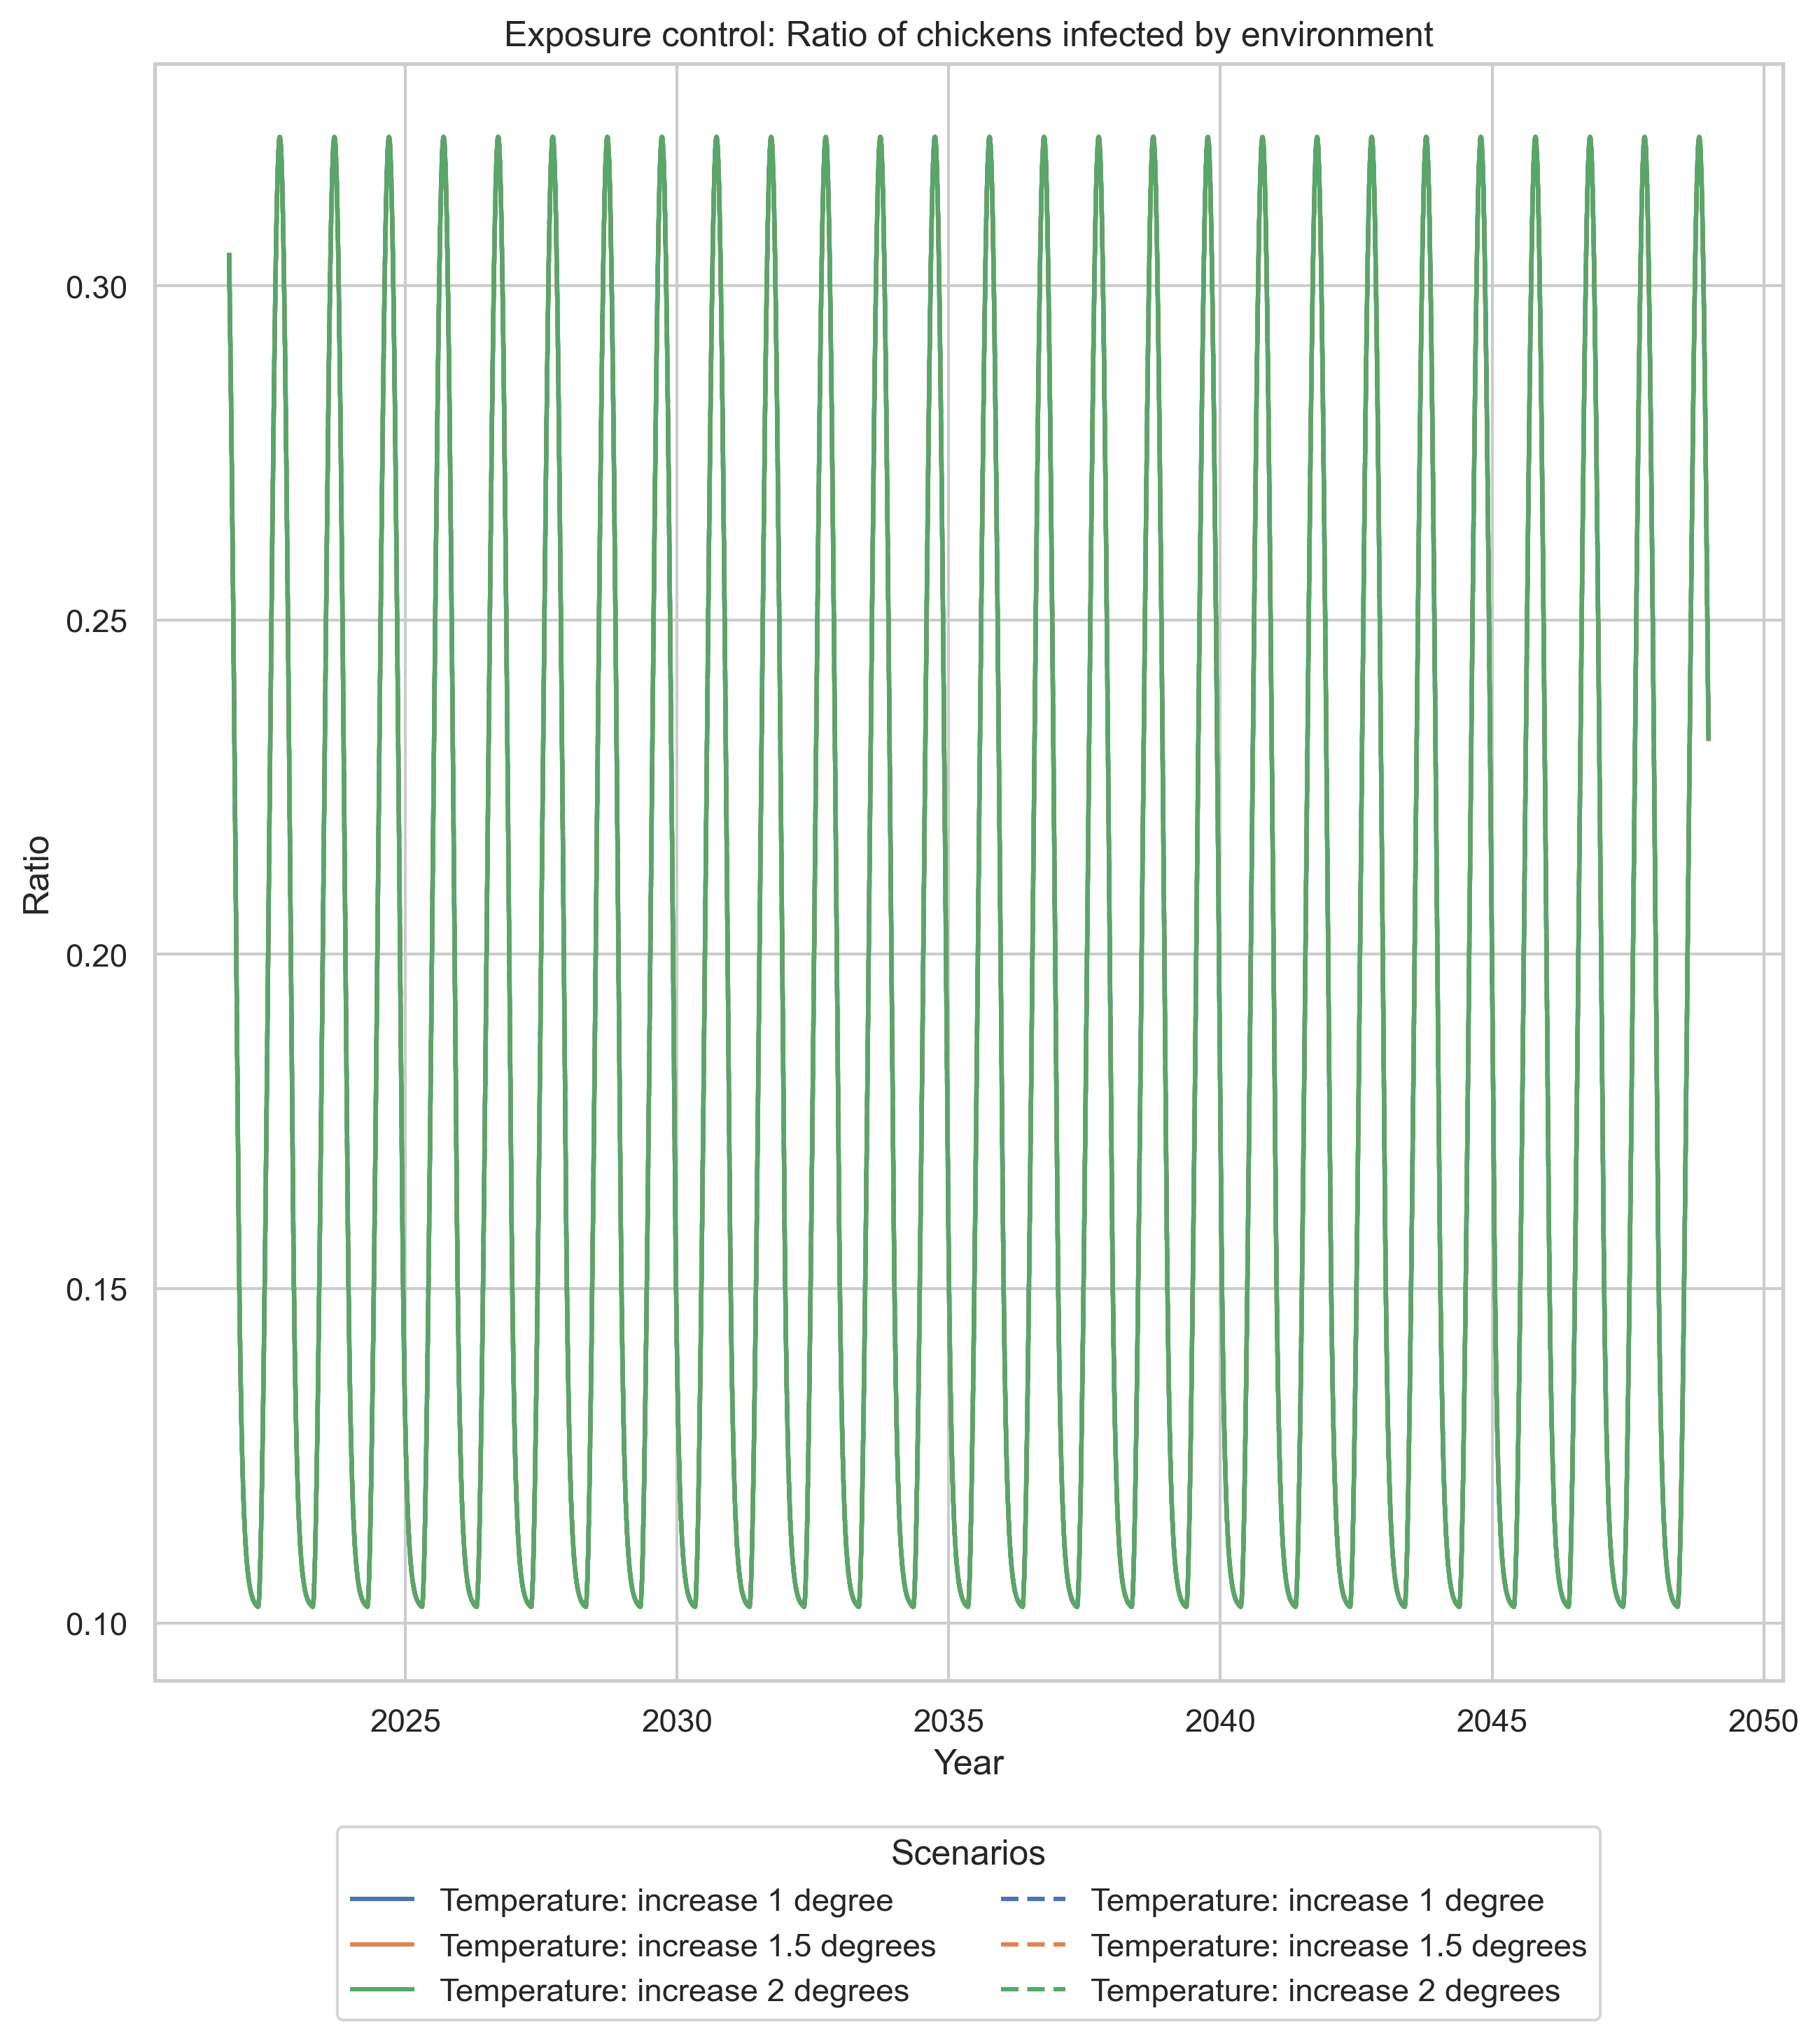 Exposure control: Ratio of chickens infected by environment
0.30
0.25
0.20
0.15
0.10
Ratio
2025 2030 2035 2040 2045 2050
Year
Scenarios
Temperature: increase 1 degree
Temperature: increase 1.5 degrees
Temperature: increase 2 degrees
Temperature: increase 1 degree
Temperature: increase 1.5 degrees
Temperature: increase 2 degrees